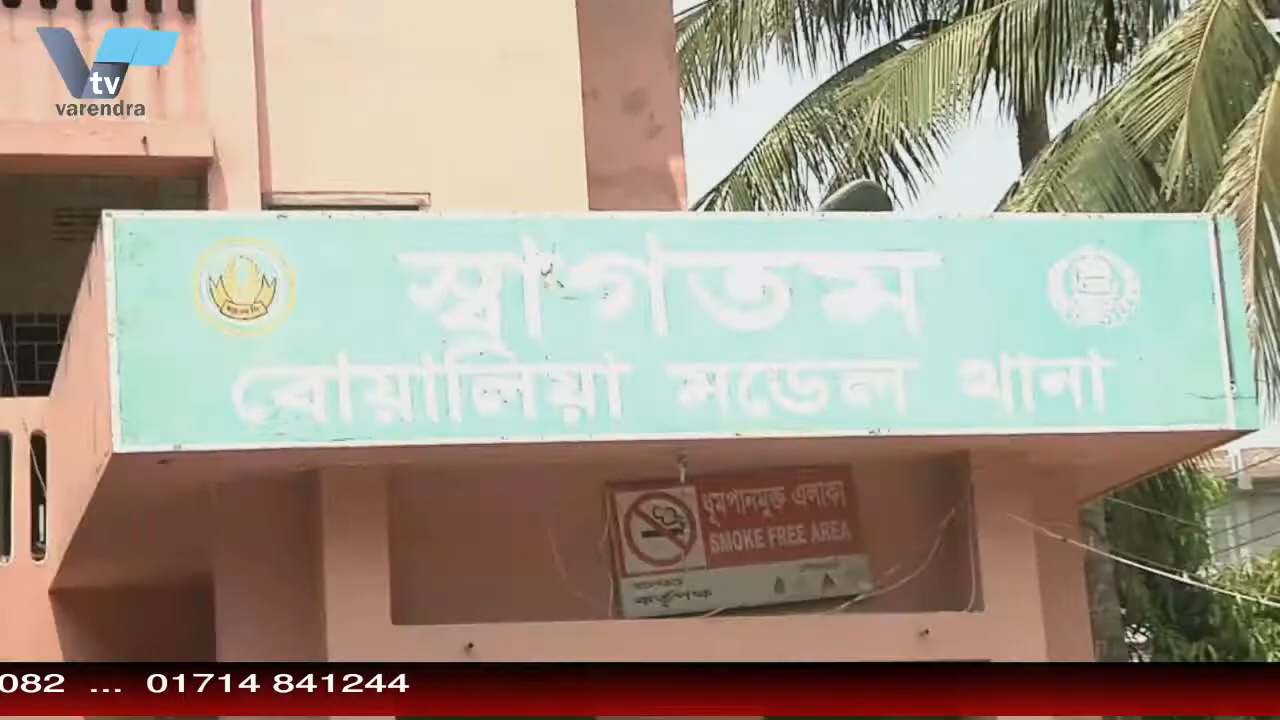 tv
varendra
স্বাগতম
বোয়ালিয়া মডেল থানা
ধূমপানমুক্ত এলাকা
SMOKE FREE AREA
কর্তৃপক্ষ
082 ... 01714 841244